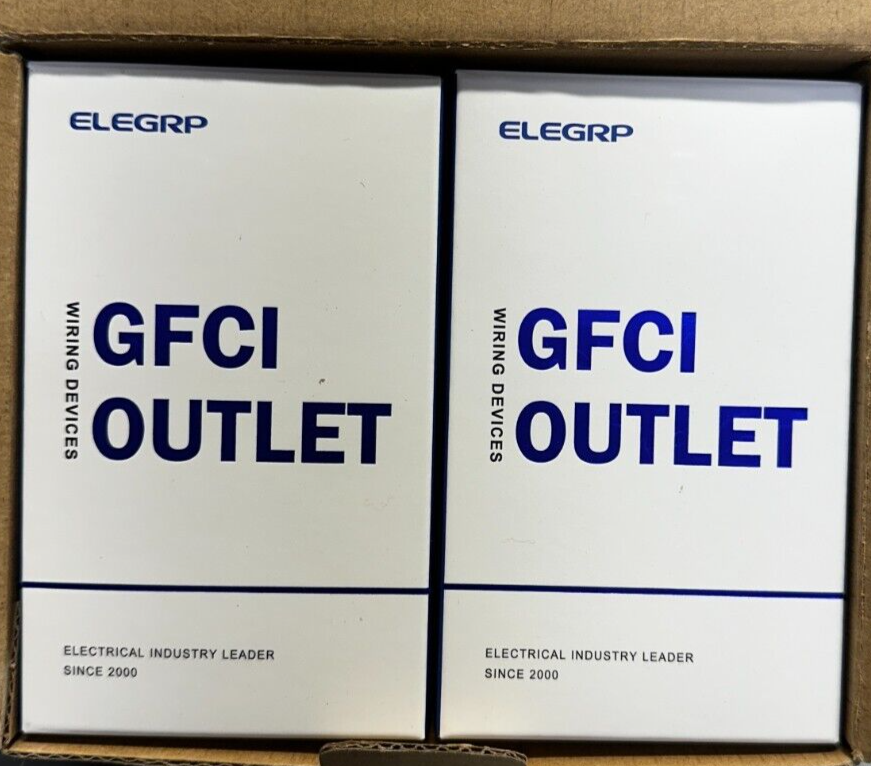 ELEGRP
WIRING DEVICES
GFCI
OUTLET
ELECTRICAL INDUSTRY LEADER
SINCE 2000
ELEGRP
WIRING DEVICES
GFCI
OUTLET
ELECTRICAL INDUSTRY LEADER
SINCE 2000